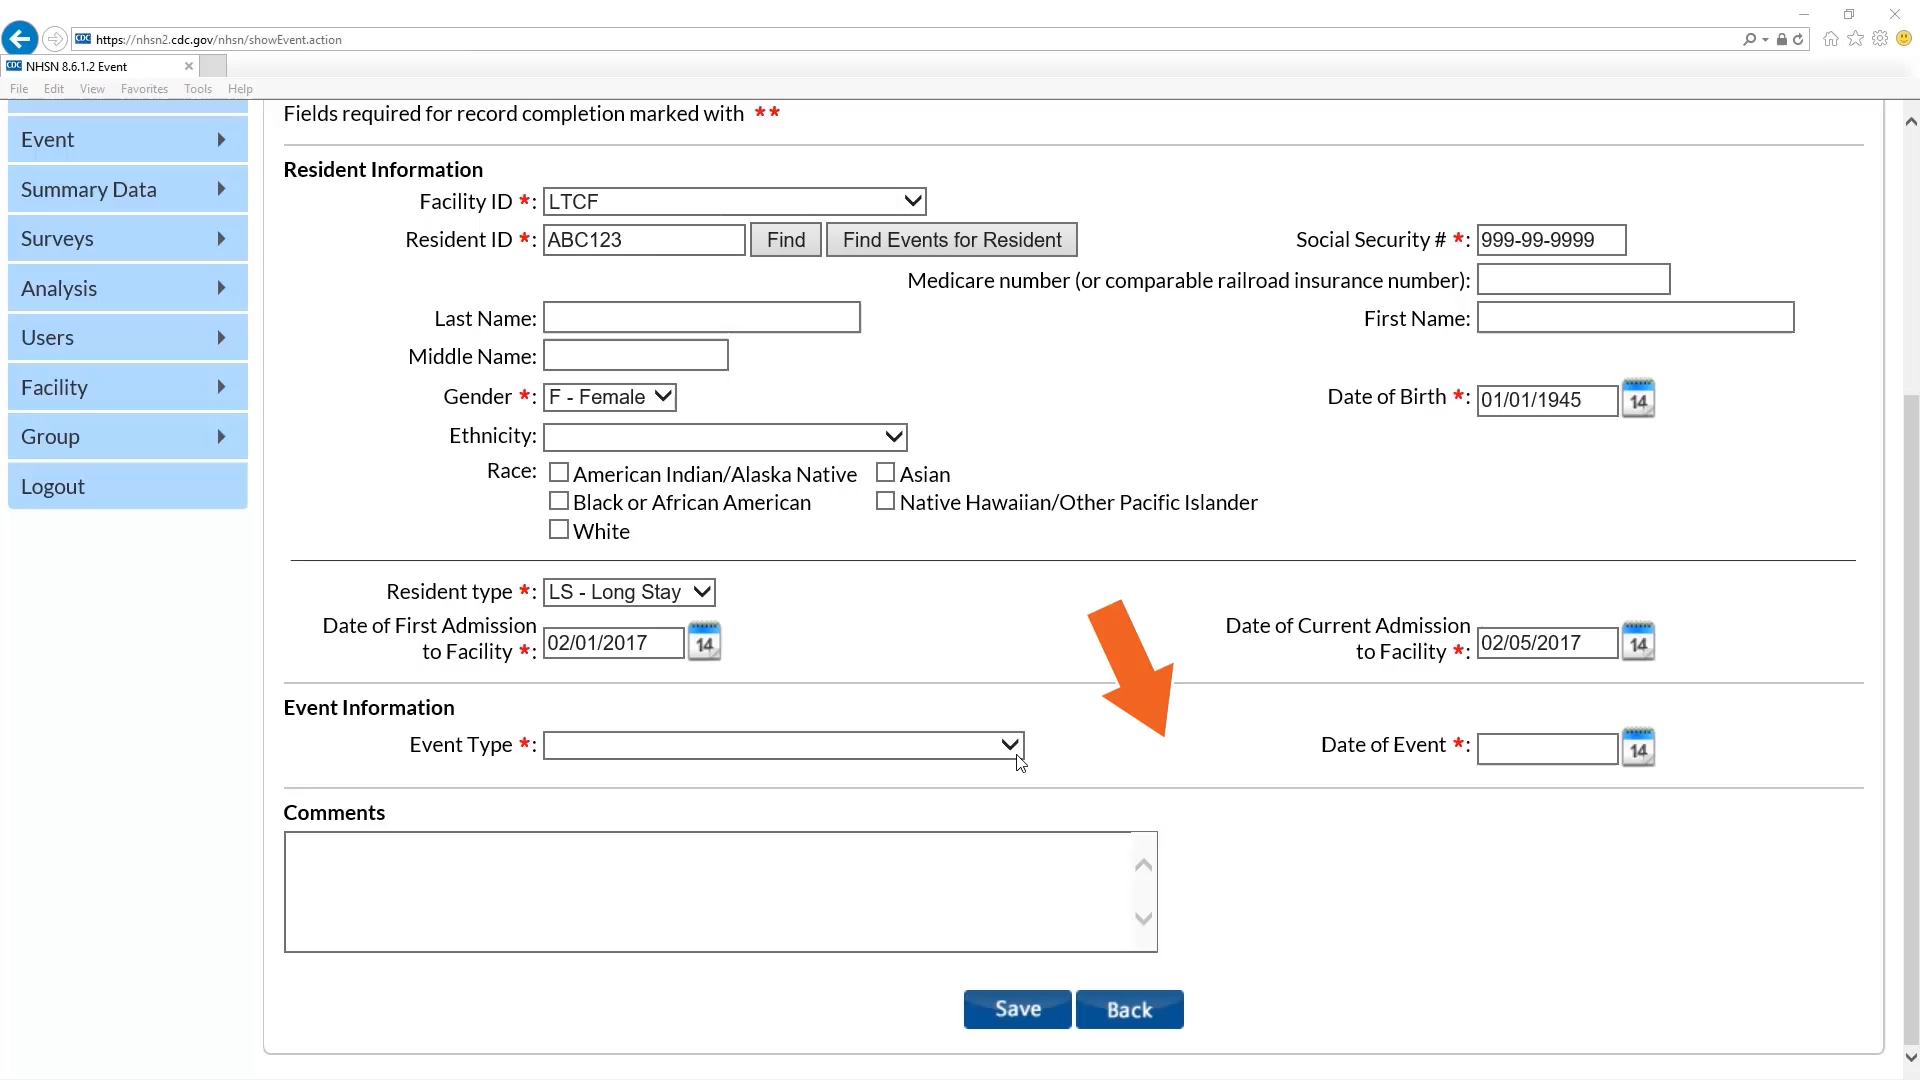 https://nhsn2.cdc.gov/nhsn/showEvent.action
CDC NHSN 8.6.1.2 Event
File Edit View Favorites Tools Help
Fields required for record completion marked with **
Event
Summary Data
Surveys
Analysis
Users
Facility
Group
Logout
Resident Information
Facility ID *: LTCF
Resident ID *: ABC123 Find Find Events for Resident Social Security # *: 999-99-9999
Medicare number (or comparable railroad insurance number):
Last Name: First Name:
Middle Name:
Gender *: F - Female Date of Birth *: 01/01/1945 14
Ethnicity:
Race: American Indian/Alaska Native Asian
Black or African American Native Hawaiian/Other Pacific Islander
White
Resident type *: LS - Long Stay
Date of First Admission
to Facility *: 02/01/2017 14
Date of Current Admission
to Facility *: 02/05/2017 14
Event Information
Event Type *: Date of Event *: 14
Comments
Save Back